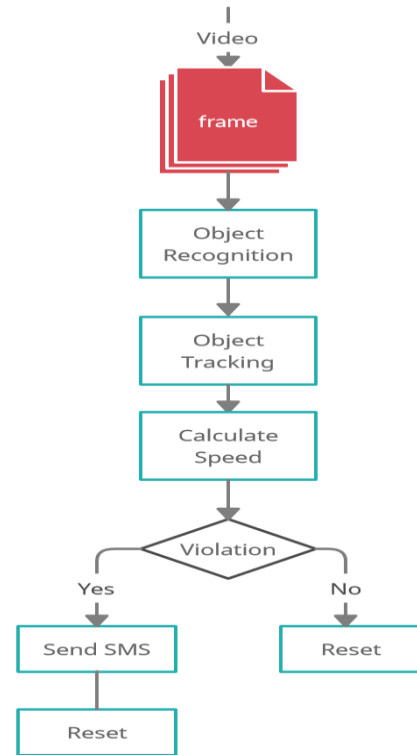 Video
frame
Object
Recognition
Object
Tracking
Calculate
Speed
Violation
Yes
No
Send SMS
Reset
Reset